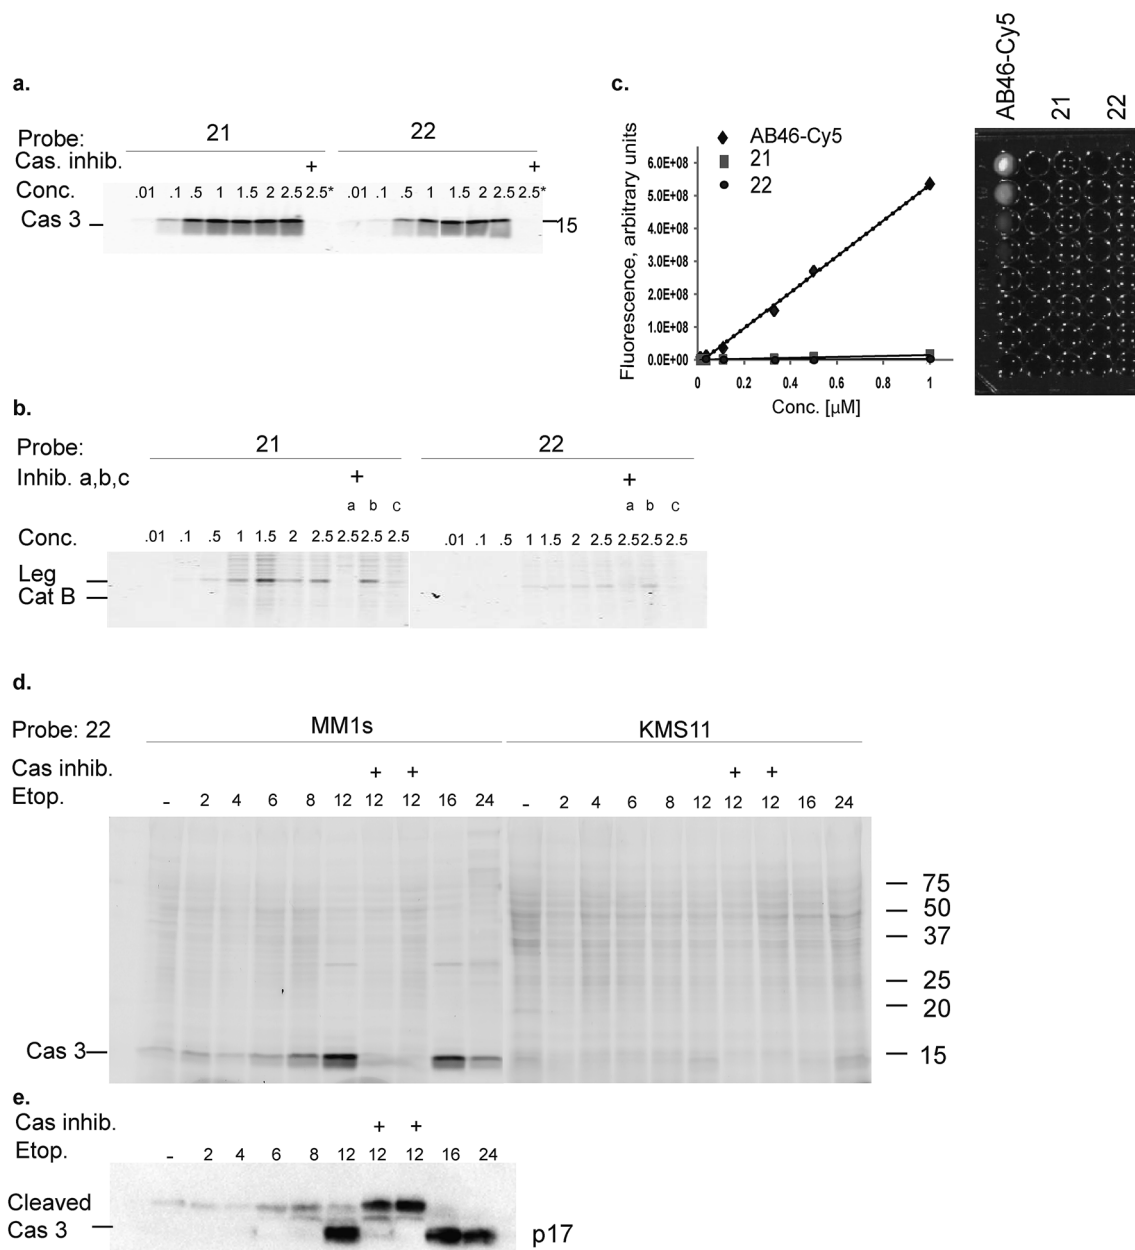 a.
Probe: 21 22
Cas. inhib. + +
Conc. .01 .1 .5 1 1.5 2 2.5 2.5* .01 .1 .5 1 1.5 2 2.5 2.5*
Cas 3 15
b.
Probe: 21 22
Inhib. a,b,c + +
a b c a b c
Conc. .01 .1 .5 1 1.5 2 2.5 2.5 2.5 2.5 .01 .1 .5 1 1.5 2 2.5 2.5 2.5 2.5
Leg
Cat B
c.
AB46-Cy5
21
22
Fluorescence, arbitrary units
6.0E+08
5.0E+08
4.0E+08
3.0E+08
2.0E+08
1.0E+08
0.0E+00
0 0.2 0.4 0.6 0.8 1
Conc. [µM]
AB46-Cy5 21 22
d.
Probe: 22 MM1s KMS11
Cas inhib. + + + +
Etop. - 2 4 6 8 12 12 12 16 24 - 2 4 6 8 12 12 12 16 24
75
50
37
25
20
Cas 3 15
e.
Cas inhib. + +
Etop. - 2 4 6 8 12 12 12 16 24
Cleaved
Cas 3 p17